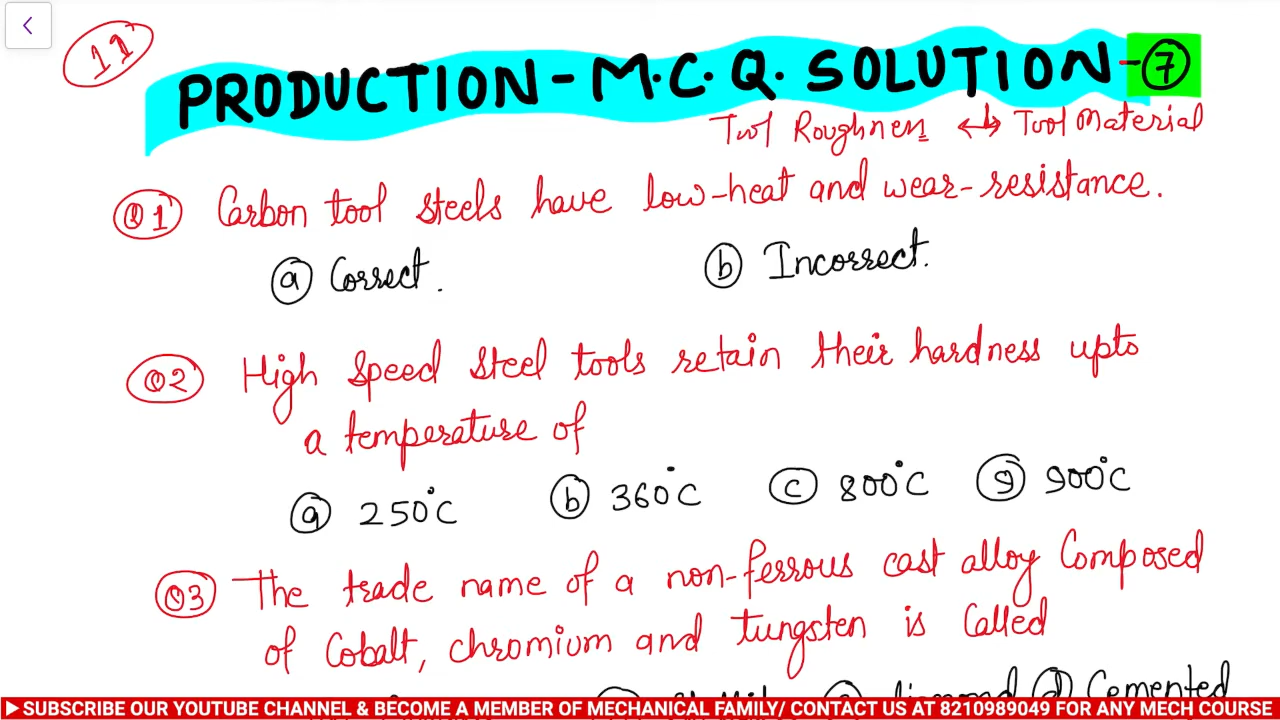 11
PRODUCTION - M.C.Q. SOLUTION - 7
Tool Roughness ↔ Tool Material
Q1 Carbon tool steels have low-heat and wear-resistance.
a Correct. b Incorrect.
Q2 High Speed Steel tools retain their hardness upto
a temperature of
a 250°C b 360°C c 800°C 9 900°C
Q3 The trade name of a non-ferrous cast alloy Composed
of Cobalt, chromium and tungsten is Called
diamond d Cemented
▶ SUBSCRIBE OUR YOUTUBE CHANNEL & BECOME A MEMBER OF MECHANICAL FAMILY/ CONTACT US AT 8210989049 FOR ANY MECH COURSE